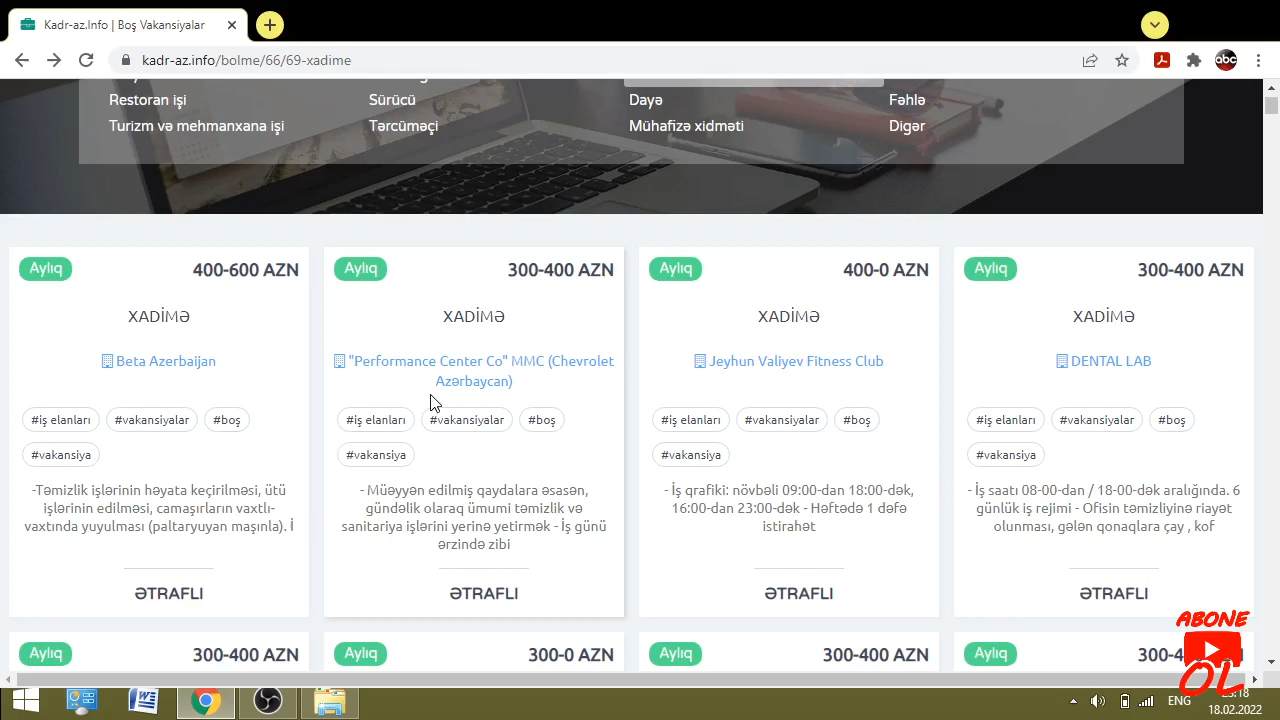 Kadr-az.Info | Boş Vakansiyalar
kadr-az.info/bolme/66/69-xadime
abc
Restoran işi Sürücü Dayə Fəhlə
Turizm və mehmanxana işi Tərcüməçi Mühafizə xidməti Digər
Aylıq 400-600 AZN
XADİMƏ
Beta Azerbaijan
#iş elanları #vakansiyalar #boş
#vakansiya
-Təmizlik işlərinin həyata keçirilməsi, ütü
işlərinin edilməsi, camaşırların vaxtlı-
vaxtında yuyulması (paltaryuyan maşınla). İ
ƏTRAFLI
Aylıq 300-400 AZN
XADİMƏ
"Performance Center Co" MMC (Chevrolet
Azərbaycan)
#iş elanları #vakansiyalar #boş
#vakansiya
- Müəyyən edilmiş qaydalara əsasən,
gündəlik olaraq ümumi təmizlik və
sanitariya işlərini yerinə yetirmək - İş günü
ərzində zibi
ƏTRAFLI
Aylıq 400-0 AZN
XADİMƏ
Jeyhun Valiyev Fitness Club
#iş elanları #vakansiyalar #boş
#vakansiya
- İş qrafiki: növbəli 09:00-dan 18:00-dək,
16:00-dan 23:00-dək - Həftədə 1 dəfə
istirahət
ƏTRAFLI
Aylıq 300-400 AZN
XADİMƏ
DENTAL LAB
#iş elanları #vakansiyalar #boş
#vakansiya
- İş saatı 08-00-dan / 18-00-dək aralığında. 6
günlük iş rejimi - Ofisin təmizliyinə riayət
olunması, gələn qonaqlara çay , kof
ƏTRAFLI
Aylıq 300-400 AZN
Aylıq 300-0 AZN
Aylıq 300-400 AZN
Aylıq
ABONE
OL
ENG
18.02.2022